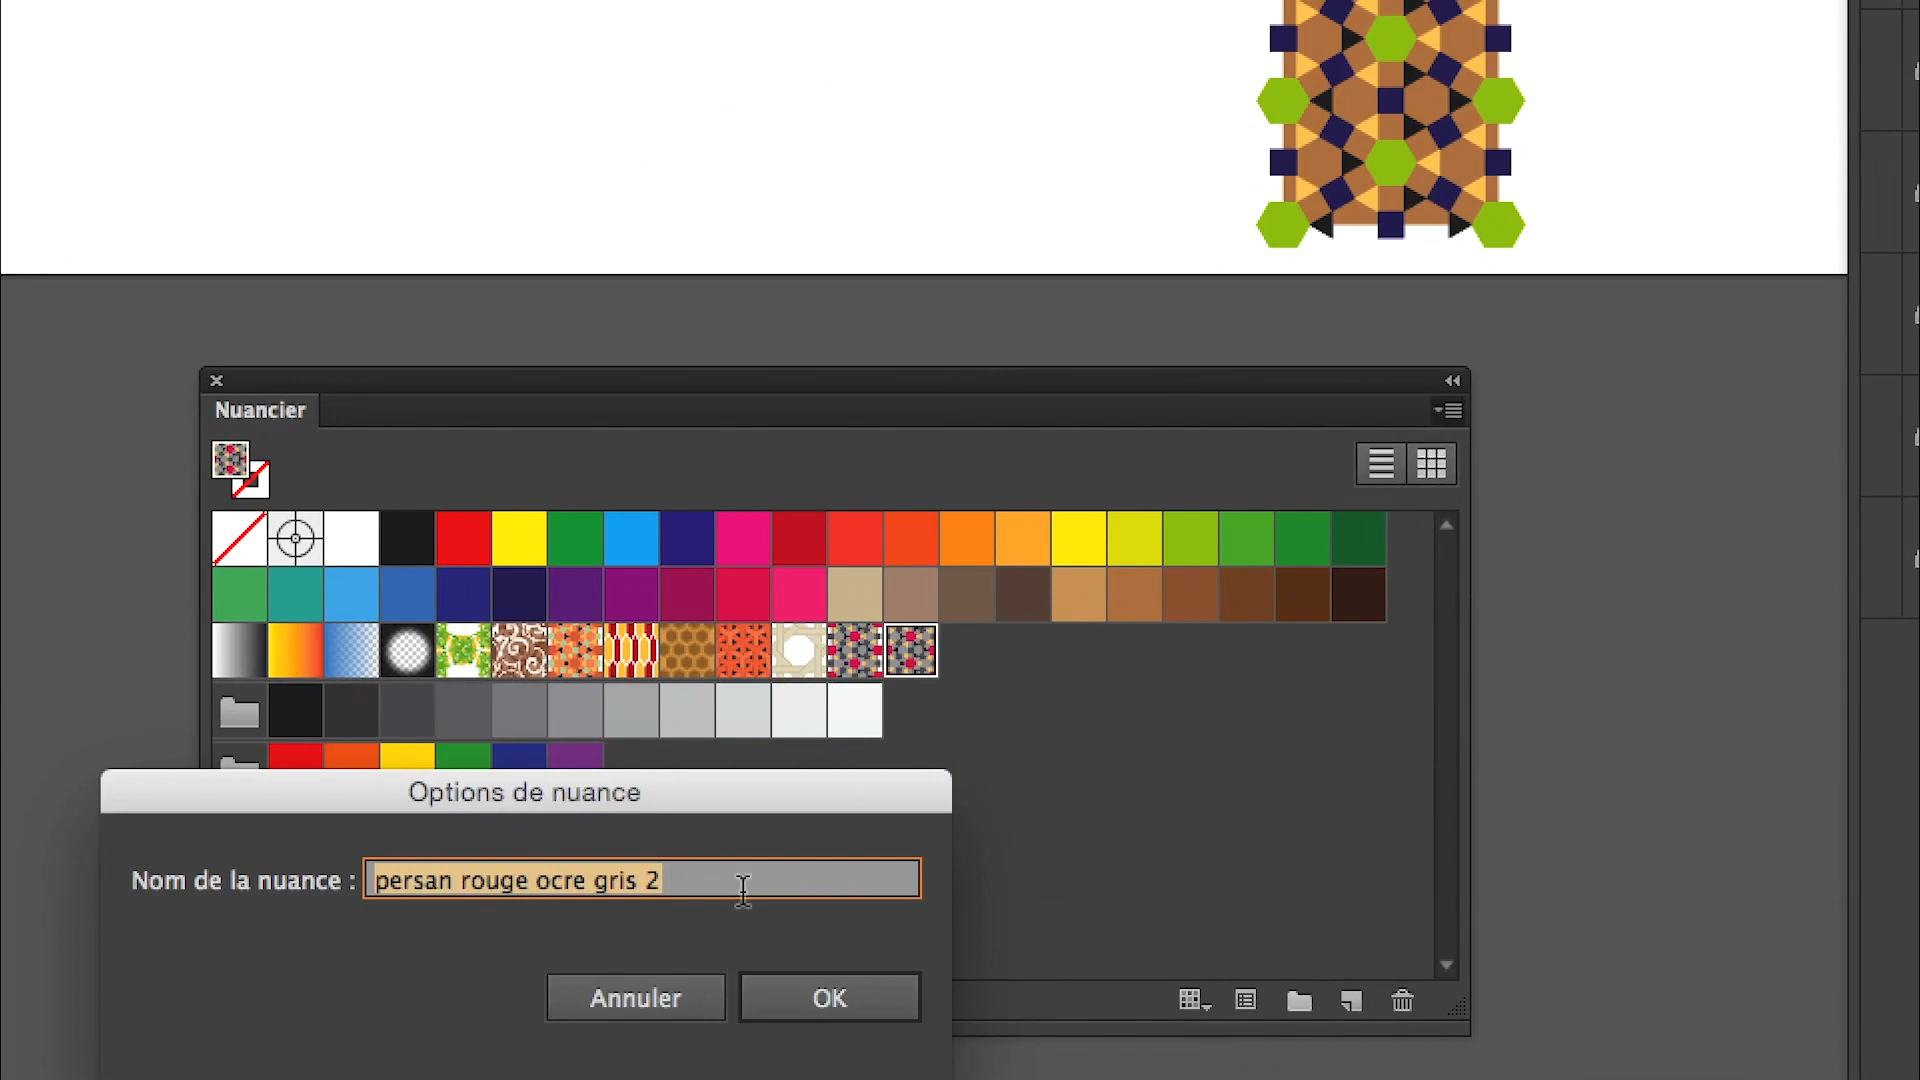 Nuancier
Options de nuance
Nom de la nuance : persan rouge ocre gris 2
Annuler OK